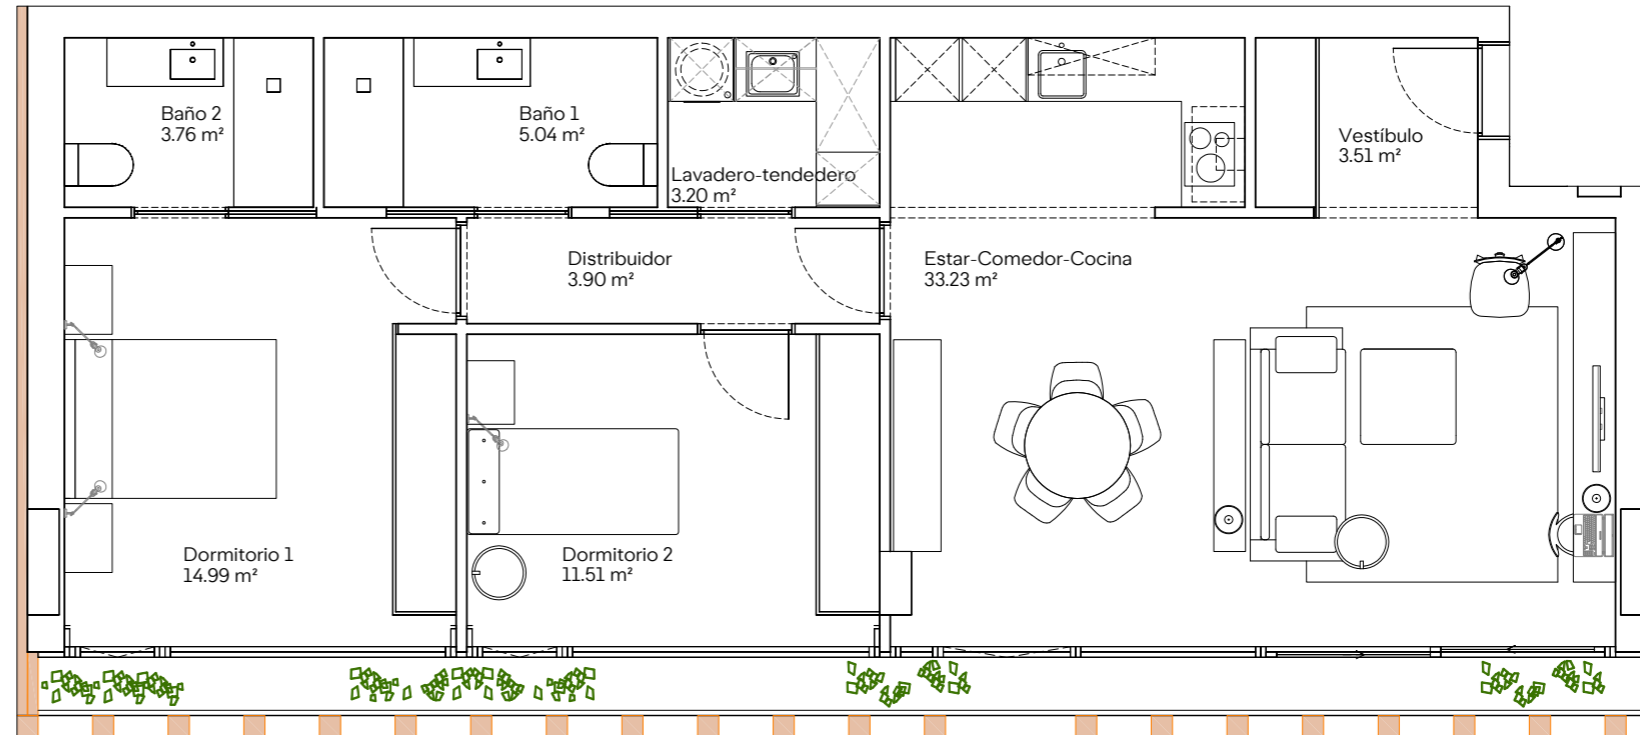 Baño 2
3.76 m²
Baño 1
5.04 m²
Lavadero-tendedero
3.20 m²
Vestíbulo
3.51 m²
Distribuidor
3.90 m²
Estar-Comedor-Cocina
33.23 m²
Dormitorio 1
14.99 m²
Dormitorio 2
11.51 m²